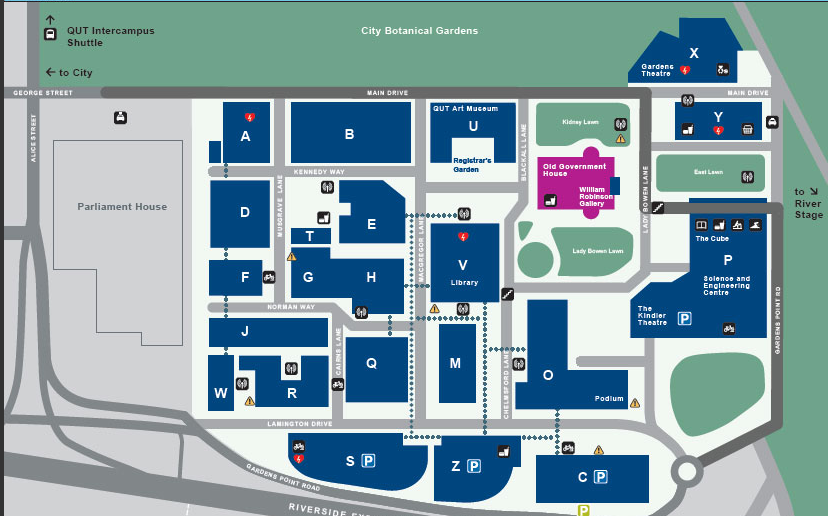 QUT Intercampus
Shuttle
City Botanical Gardens
to City
X
Gardens
Theatre
GEORGE STREET
MAIN DRIVE
MAIN DRIVE
ALICE STREET
A
B
QUT Art Museum
U
Registrar's
Garden
BLACKALL LANE
Kidney Lawn
Y
Parliament House
KENNEDY WAY
MUSGRAVE LANE
Old Government
House
William
Robinson
Gallery
LADY BOWEN LANE
East Lawn
to
River
Stage
D
T
E
MACGREGOR LANE
V
Library
Lady Bowen Lawn
The Cube
P
Science and
Engineering
Centre
F
G
H
NORMAN WAY
The
Kindler
Theatre
P
GARDENS POINT RD
J
CAIRNS LANE
Q
M
CHELMSFORD LANE
O
Podium
W
R
LAMINGTON DRIVE
S P
Z P
C P
GARDENS POINT ROAD
RIVERSIDE
P